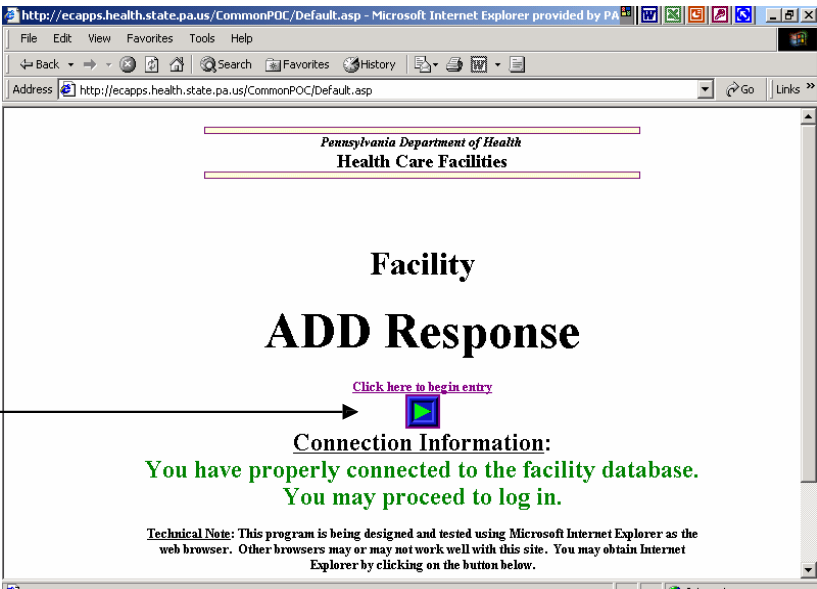 http://ecapps.health.state.pa.us/CommonPOC/Default.asp - Microsoft Internet Explorer provided by PA
File Edit View Favorites Tools Help
Back Search Favorites History
Address http://ecapps.health.state.pa.us/CommonPOC/Default.asp Go Links »
Pennsylvania Department of Health
Health Care Facilities
Facility
ADD Response
Click here to begin entry
Connection Information:
You have properly connected to the facility database.
You may proceed to log in.
Technical Note: This program is being designed and tested using Microsoft Internet Explorer as the
web browser. Other browsers may or may not work well with this site. You may obtain Internet
Explorer by clicking on the button below.